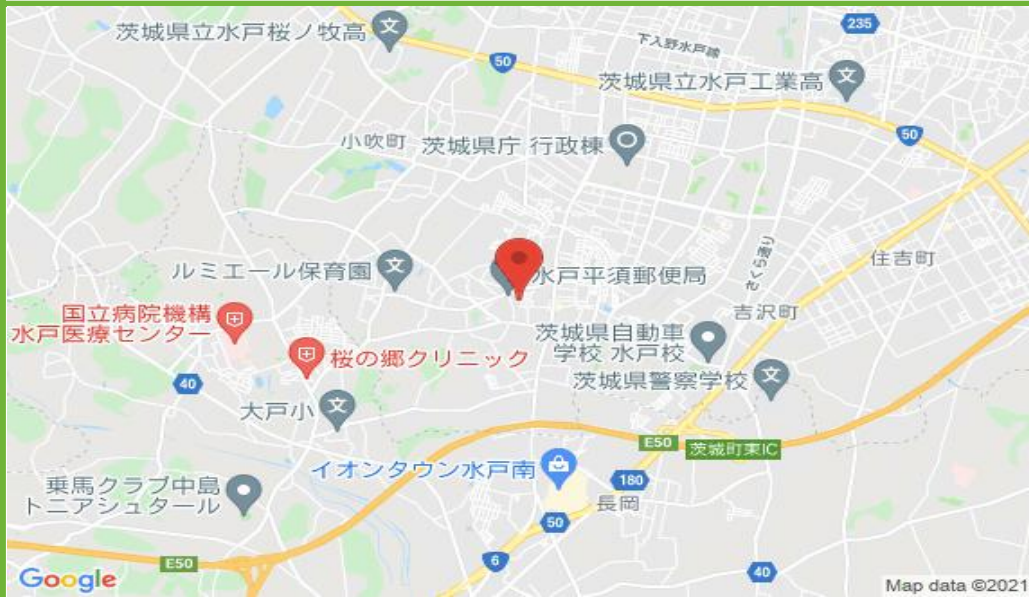 茨城県立水戸桜ノ牧高
235
下入野水戸線
50
茨城県立水戸工業高
50
小吹町
茨城県庁 行政棟
ルミエール保育園
水戸平須郵便局
さくら通り
住吉町
国立病院機構
水戸医療センター
吉沢町
茨城県自動車
学校 水戸校
桜の郷クリニック
茨城県警察学校
40
大戸小
E50
茨城町東IC
イオンタウン水戸南
180
乗馬クラブ中島
トニアシュタール
長岡
50
E50
6
40
Google
Map data ©2021